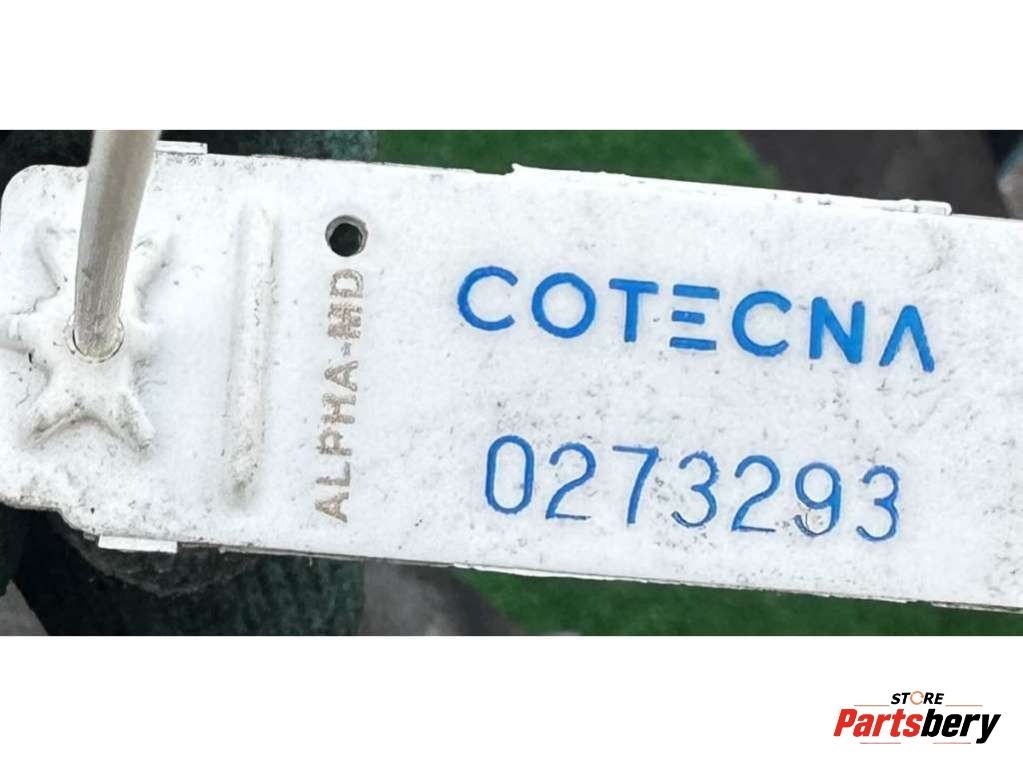 ALPHA-MD
COTECNA
0273293
STORE
Partsbery